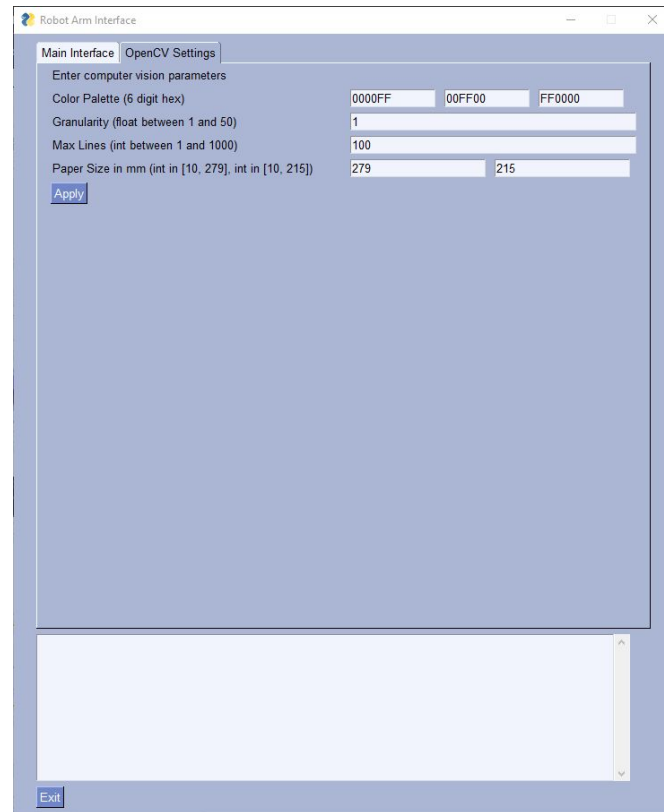 Robot Arm Interface
Main Interface OpenCV Settings
Enter computer vision parameters
Color Palette (6 digit hex) 0000FF 00FF00 FF0000
Granularity (float between 1 and 50) 1
Max Lines (int between 1 and 1000) 100
Paper Size in mm (int in [10, 279], int in [10, 215]) 279 215
Apply
Exit